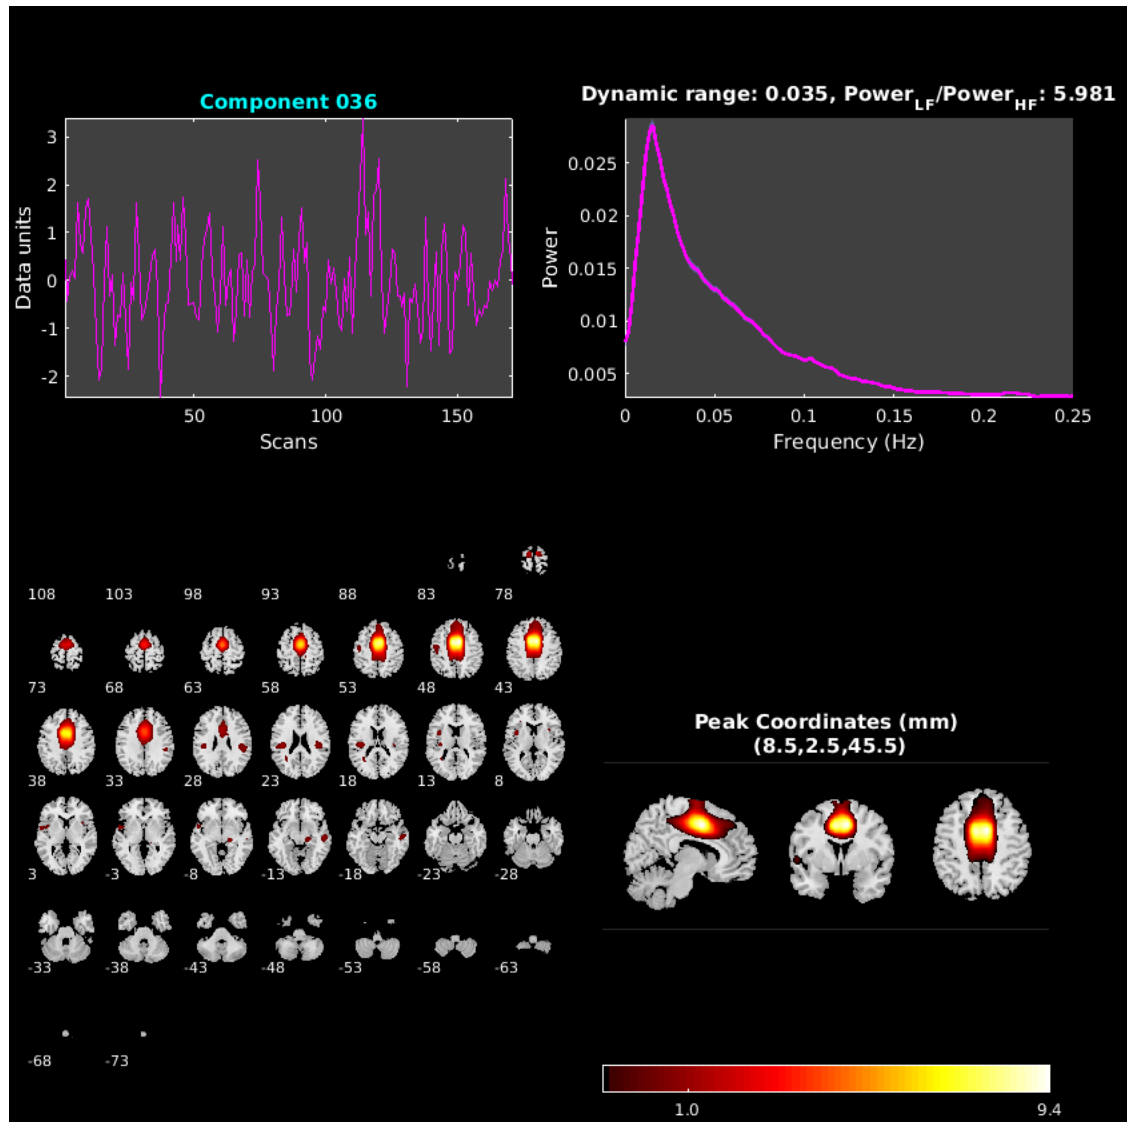 Component 036
3
2
1
0
-1
-2
Data units
50 100 150
Scans
Dynamic range: 0.035, Power_LF/Power_HF: 5.981
0.025
0.02
0.015
0.01
0.005
Power
0 0.05 0.1 0.15 0.2 0.25
Frequency (Hz)
108 103 98 93 88 83 78
73 68 63 58 53 48 43
38 33 28 23 18 13 8
3 -3 -8 -13 -18 -23 -28
-33 -38 -43 -48 -53 -58 -63
-68 -73
Peak Coordinates (mm)
(8.5,2.5,45.5)
1.0 9.4